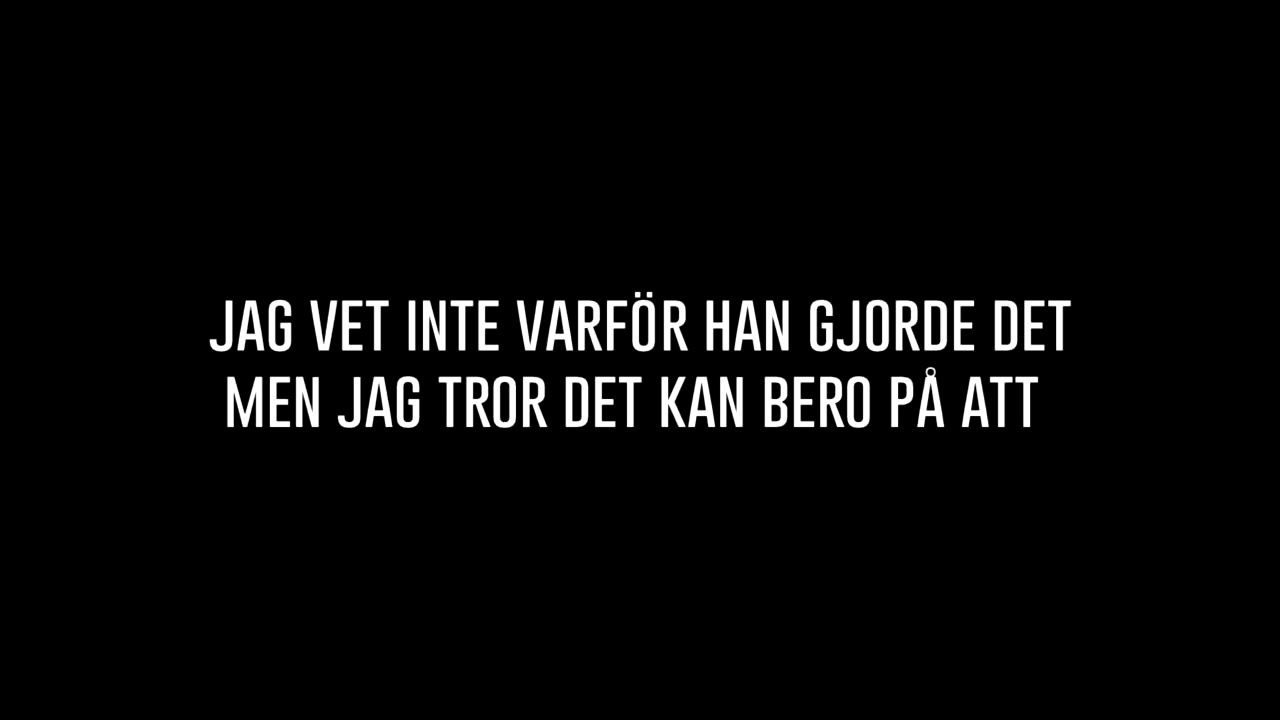 JAG VET INTE VARFÖR HAN GJORDE DET
MEN JAG TROR DET KAN BERO PÅ ATT